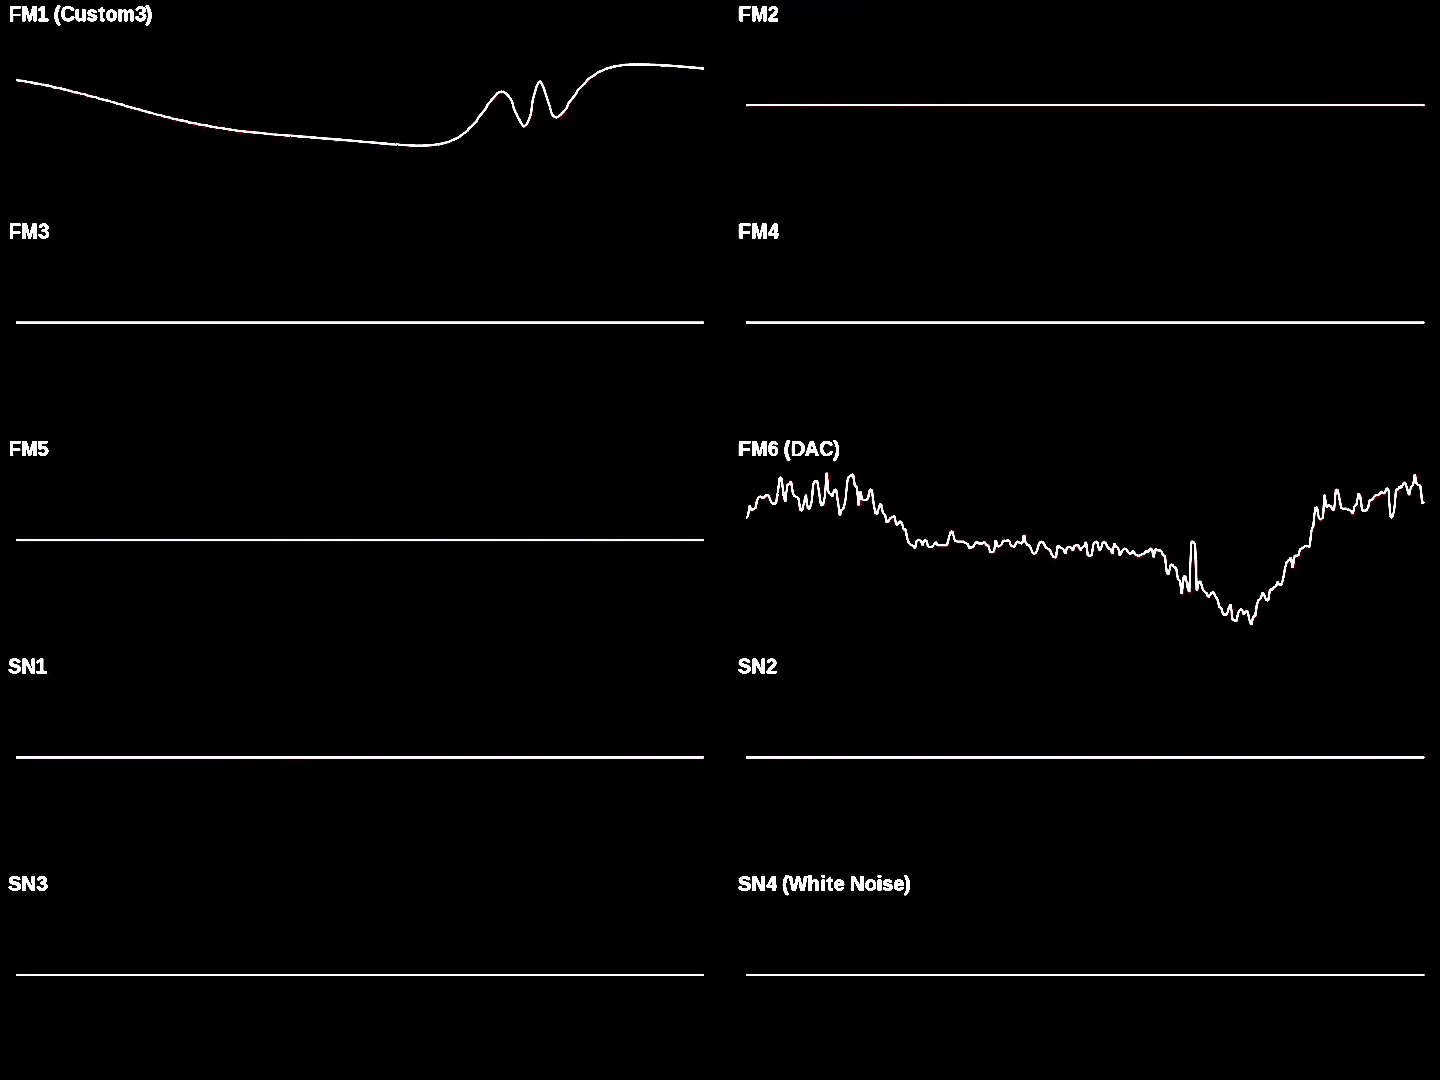 FM1 (Custom3)
FM2
FM3
FM4
FM5
FM6 (DAC)
SN1
SN2
SN3
SN4 (White Noise)